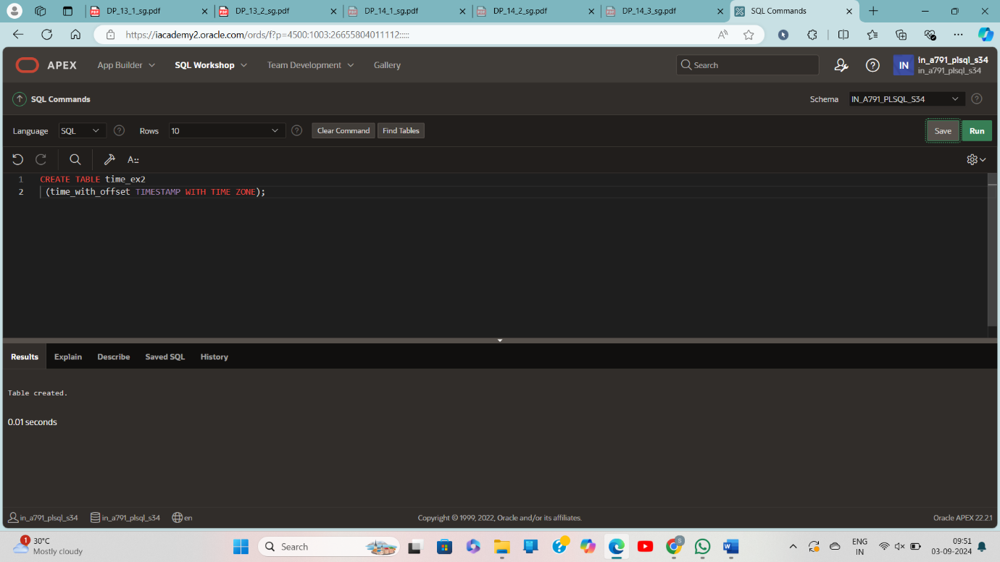 DP_13_1_sg.pdf DP_13_2_sg.pdf DP_14_1_sg.pdf DP_14_2_sg.pdf DP_14_3_sg.pdf SQL Commands
https://iacademy2.oracle.com/ords/f?p=4500:1003:26655804011112:::::
APEX App Builder SQL Workshop Team Development Gallery Search IN in_a791_plsql_s34
in_a791_plsql_s34
SQL Commands Schema IN_A791_PLSQL_S34
Language SQL Rows 10 Clear Command Find Tables Save Run
A::
1 CREATE TABLE time_ex2
2 (time_with_offset TIMESTAMP WITH TIME ZONE);
Results Explain Describe Saved SQL History
Table created.
0.01 seconds
in_a791_plsql_s34 in_a791_plsql_s34 en Copyright © 1999, 2022, Oracle and/or its affiliates. Oracle APEX 22.2.1
1 30°C
Mostly cloudy
Search
S
ENG
IN
09:51
03-09-2024